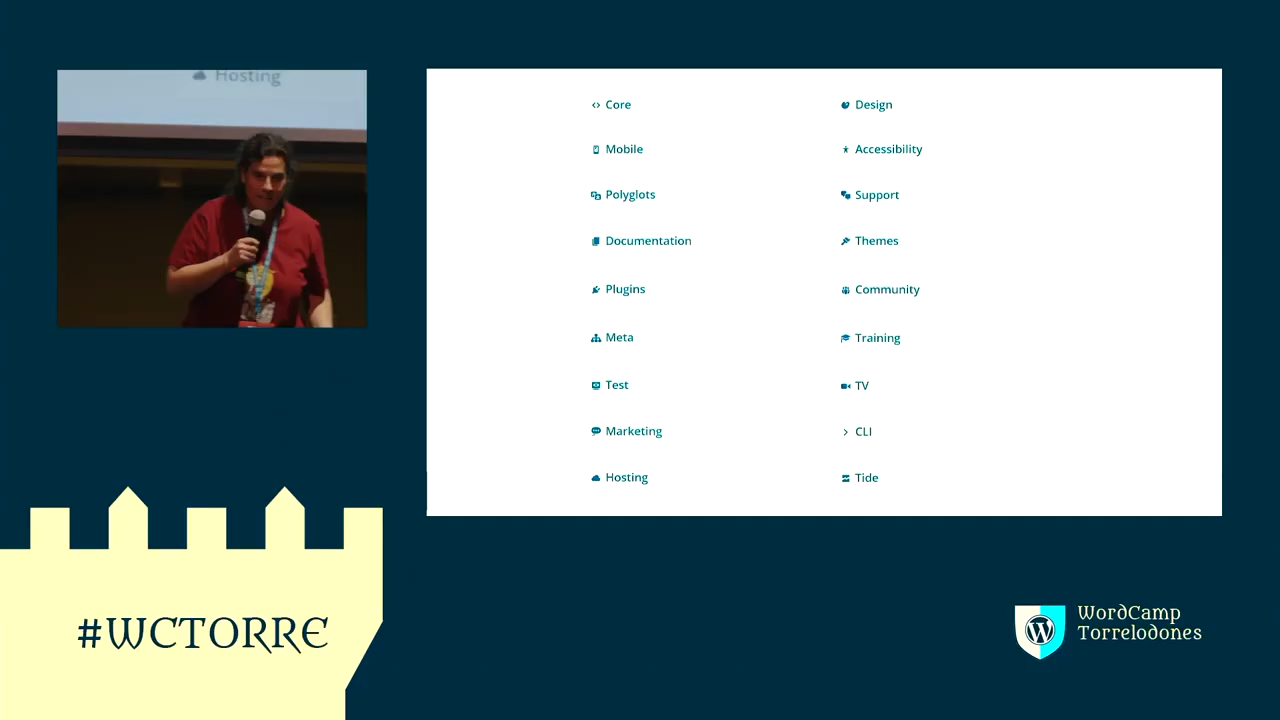 Hosting
Core
Design
Mobile
Accessibility
Polyglots
Support
Documentation
Themes
Plugins
Community
Meta
Training
Test
TV
Marketing
CLI
Hosting
Tide
#WCTORRE
WordCamp
Torrelodones